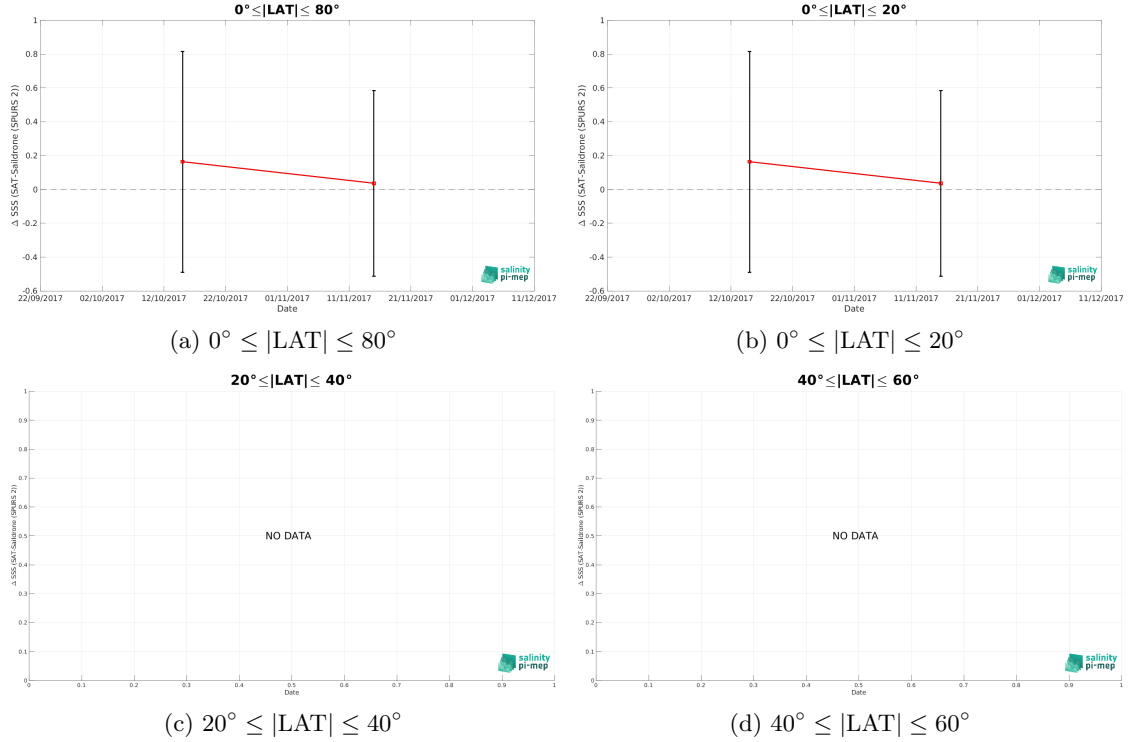 0°≤|LAT|≤ 80°
Δ SSS (SAT-Saildrone (SPURS 2))
1
0.8
0.6
0.4
0.2
0
-0.2
-0.4
-0.6
22/09/2017 02/10/2017 12/10/2017 22/10/2017 01/11/2017 11/11/2017 21/11/2017 01/12/2017 11/12/2017
Date
salinity
pi-mep
(a) 0° ≤ |LAT| ≤ 80°
0°≤|LAT|≤ 20°
Δ SSS (SAT-Saildrone (SPURS 2))
1
0.8
0.6
0.4
0.2
0
-0.2
-0.4
-0.6
22/09/2017 02/10/2017 12/10/2017 22/10/2017 01/11/2017 11/11/2017 21/11/2017 01/12/2017 11/12/2017
Date
salinity
pi-mep
(b) 0° ≤ |LAT| ≤ 20°
20°≤|LAT|≤ 40°
Δ SSS (SAT-Saildrone (SPURS 2))
1
0.9
0.8
0.7
0.6
0.5
0.4
0.3
0.2
0.1
0
NO DATA
0 0.1 0.2 0.3 0.4 0.5 0.6 0.7 0.8 0.9 1
Date
salinity
pi-mep
(c) 20° ≤ |LAT| ≤ 40°
40°≤|LAT|≤ 60°
Δ SSS (SAT-Saildrone (SPURS 2))
1
0.9
0.8
0.7
0.6
0.5
0.4
0.3
0.2
0.1
0
NO DATA
0 0.1 0.2 0.3 0.4 0.5 0.6 0.7 0.8 0.9 1
Date
salinity
pi-mep
(d) 40° ≤ |LAT| ≤ 60°